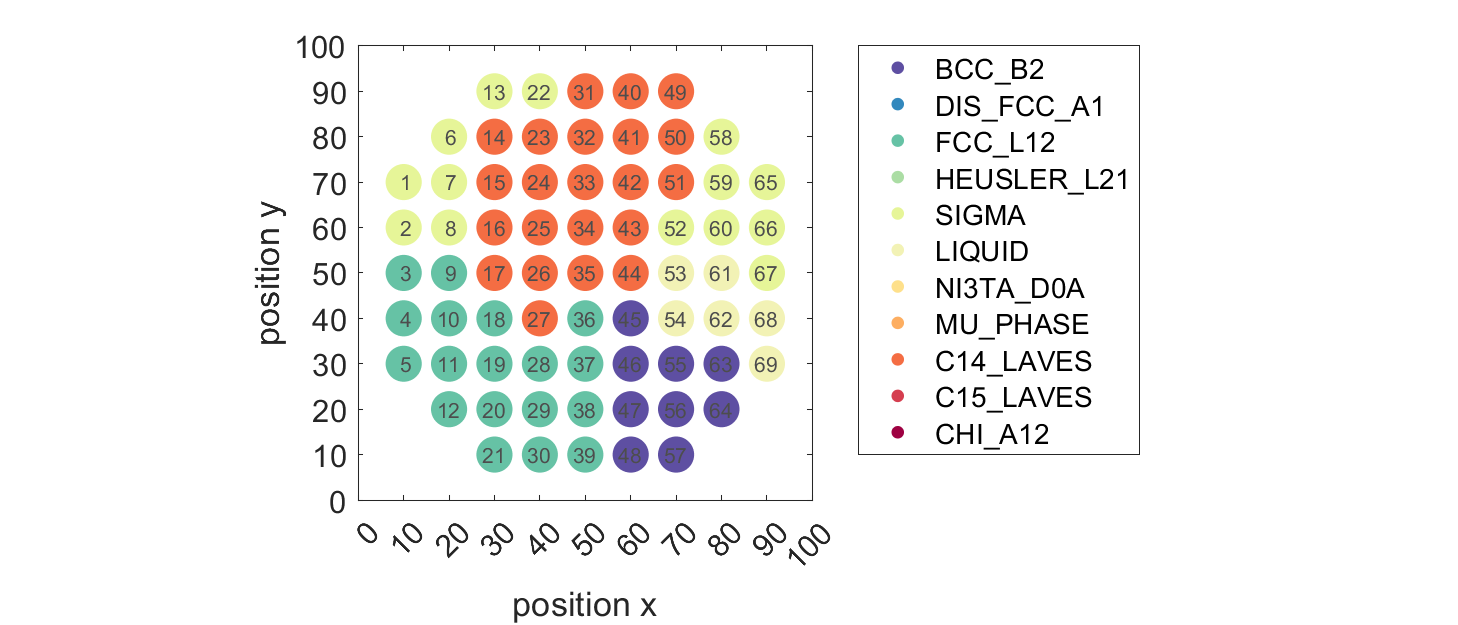 100
90
80
70
60
50
40
30
20
10
0
position y
13 22 31 40 49
6 14 23 32 41 50 58
1 7 15 24 33 42 51 59 65
2 8 16 25 34 43 52 60 66
3 9 17 26 35 44 53 61 67
4 10 18 27 36 45 54 62 68
5 11 19 28 37 46 55 63 69
12 20 29 38 47 56 64
21 30 39 48 57
0 10 20 30 40 50 60 70 80 90 100
position x
BCC_B2
DIS_FCC_A1
FCC_L12
HEUSLER_L21
SIGMA
LIQUID
NI3TA_D0A
MU_PHASE
C14_LAVES
C15_LAVES
CHI_A12